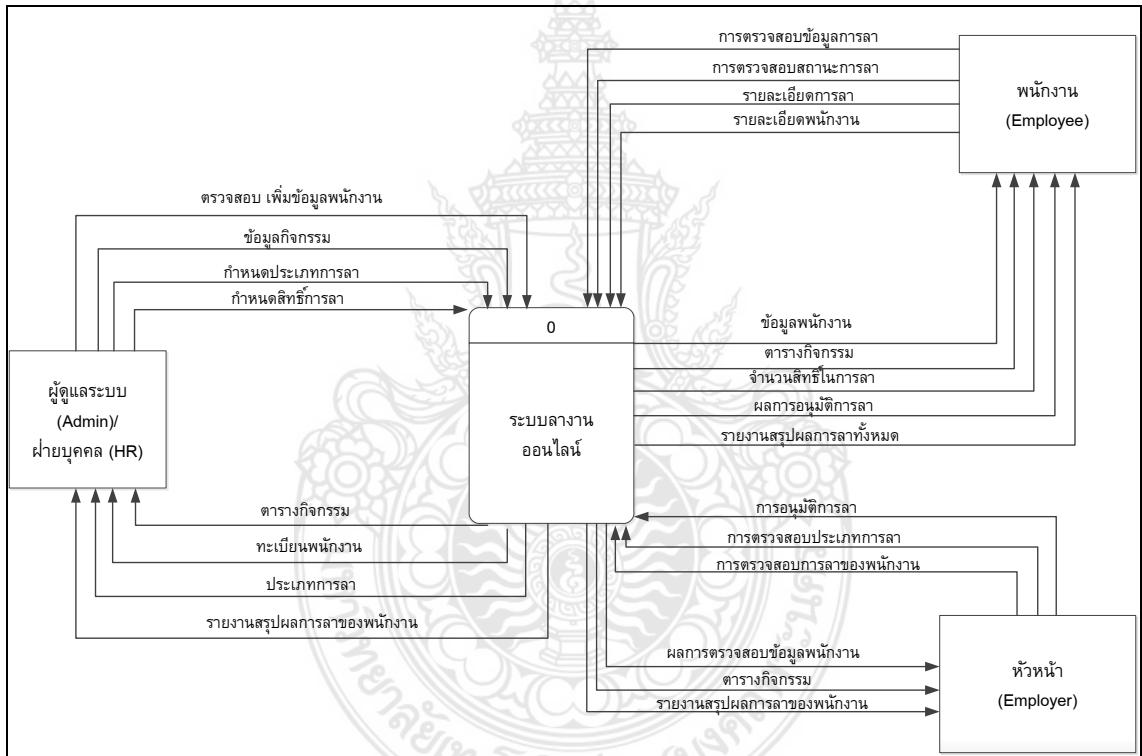 การตรวจสอบข้อมูลการลา
การตรวจสอบสถานะการลา
รายละเอียดการลา
รายละเอียดพนักงาน
พนักงาน
(Employee)
ตรวจสอบ เพิ่มข้อมูลพนักงาน
ข้อมูลกิจกรรม
กำหนดประเภทการลา
กำหนดสิทธิ์การลา
0
ระบบลางาน
ออนไลน์
ข้อมูลพนักงาน
ตารางกิจกรรม
จำนวนสิทธิ์ในการลา
ผลการอนุมัติการลา
รายงานสรุปผลการลาทั้งหมด
ผู้ดูแลระบบ
(Admin)/
ฝ่ายบุคคล (HR)
ตารางกิจกรรม
ทะเบียนพนักงาน
ประเภทการลา
รายงานสรุปผลการลาของพนักงาน
การอนุมัติการลา
การตรวจสอบประเภทการลา
การตรวจสอบการลาของพนักงาน
ผลการตรวจสอบข้อมูลพนักงาน
ตารางกิจกรรม
รายงานสรุปผลการลาของพนักงาน
หัวหน้า
(Employer)